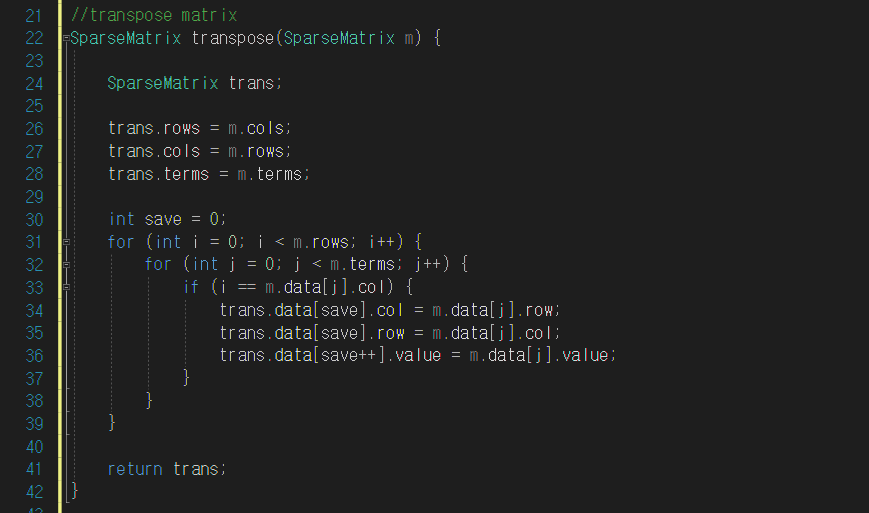 21 //transpose matrix
22 SparseMatrix transpose(SparseMatrix m) {
23
24 SparseMatrix trans;
25
26 trans.rows = m.cols;
27 trans.cols = m.rows;
28 trans.terms = m.terms;
29
30 int save = 0;
31 for (int i = 0; i < m.rows; i++) {
32 for (int j = 0; j < m.terms; j++) {
33 if (i == m.data[j].col) {
34 trans.data[save].col = m.data[j].row;
35 trans.data[save].row = m.data[j].col;
36 trans.data[save++].value = m.data[j].value;
37 }
38 }
39 }
40
41 return trans;
42 }